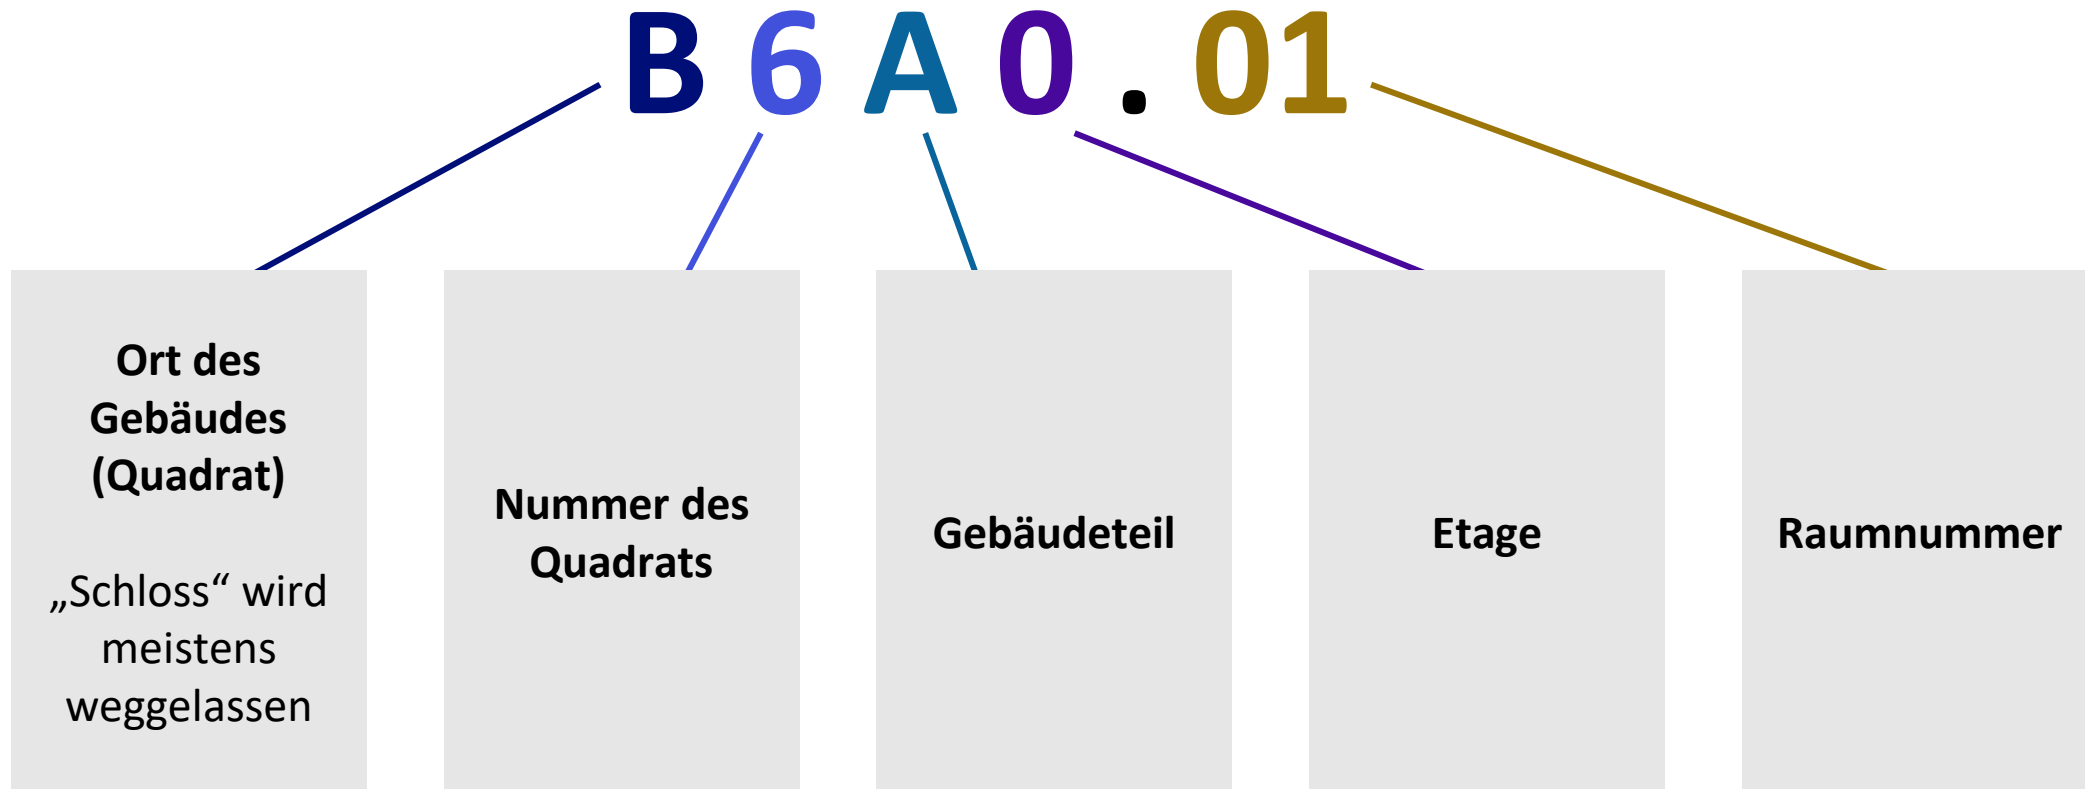 B 6 A 0 . 01
Ort des
Gebäudes
(Quadrat)
„Schloss“ wird
meistens
weggelassen
Nummer des
Quadrats
Gebäudeteil
Etage
Raumnummer